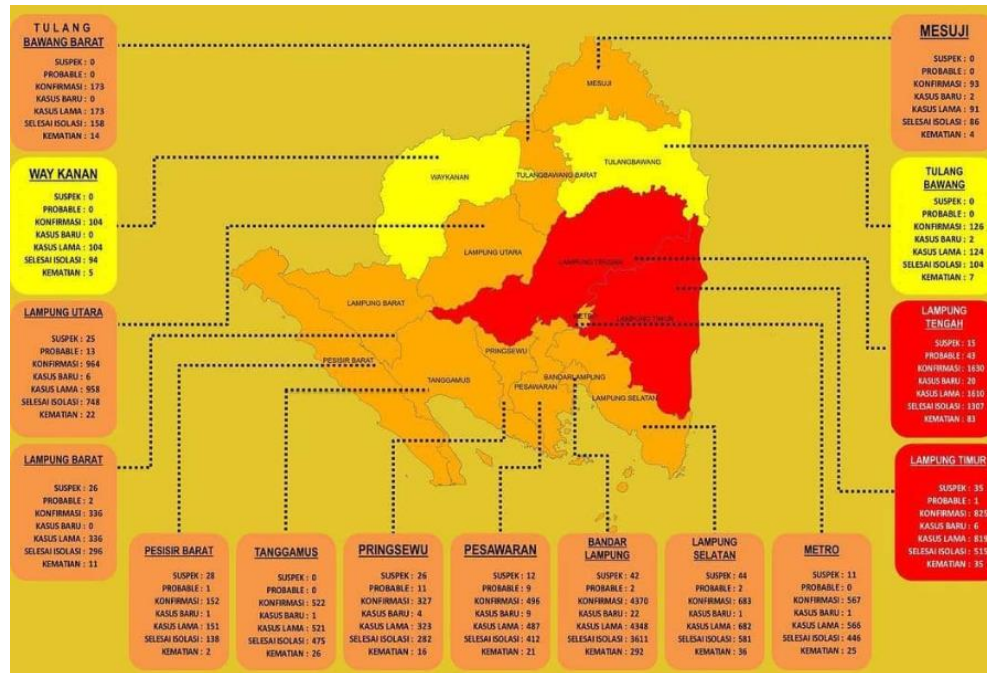 TULANG
BAWANG BARAT
SUSPEK : 0
PROBABLE : 0
KONFIRMASI : 173
KASUS BARU : 0
KASUS LAMA : 173
SELESAI ISOLASI : 158
KEMATIAN : 14
WAY KANAN
SUSPEK : 0
PROBABLE : 0
KONFIRMASI : 104
KASUS BARU : 0
KASUS LAMA : 104
SELESAI ISOLASI : 94
KEMATIAN : 5
LAMPUNG UTARA
SUSPEK : 25
PROBABLE : 13
KONFIRMASI : 964
KASUS BARU : 6
KASUS LAMA : 958
SELESAI ISOLASI : 748
KEMATIAN : 22
LAMPUNG BARAT
SUSPEK : 26
PROBABLE : 2
KONFIRMASI : 336
KASUS BARU : 0
KASUS LAMA : 336
SELESAI ISOLASI : 296
KEMATIAN : 11
MESUJI
TULANGBAWANG
WAYKANAN
TULANGBAWANG BARAT
LAMPUNG UTARA
LAMPUNG TENGAH
LAMPUNG BARAT
METRO
LAMPUNG TIMUR
PRINGSEWU
PESISIR BARAT
TANGGAMUS
BANDARLAMPUNG
PESAWARAN
LAMPUNG SELATAN
MESUJI
SUSPEK : 0
PROBABLE : 0
KONFIRMASI : 93
KASUS BARU : 2
KASUS LAMA : 91
SELESAI ISOLASI : 86
KEMATIAN : 4
TULANG
BAWANG
SUSPEK : 0
PROBABLE : 0
KONFIRMASI : 126
KASUS BARU : 2
KASUS LAMA : 124
SELESAI ISOLASI : 104
KEMATIAN : 7
LAMPUNG
TENGAH
SUSPEK : 15
PROBABLE : 43
KONFIRMASI : 1630
KASUS BARU : 20
KASUS LAMA : 1610
SELESAI ISOLASI : 1307
KEMATIAN : 83
LAMPUNG TIMUR
SUSPEK : 35
PROBABLE : 1
KONFIRMASI : 825
KASUS BARU : 6
KASUS LAMA : 819
SELESAI ISOLASI : 515
KEMATIAN : 35
PESISIR BARAT
SUSPEK : 28
PROBABLE : 1
KONFIRMASI : 152
KASUS BARU : 1
KASUS LAMA : 151
SELESAI ISOLASI : 138
KEMATIAN : 2
TANGGAMUS
SUSPEK : 0
PROBABLE : 0
KONFIRMASI : 522
KASUS BARU : 1
KASUS LAMA : 521
SELESAI ISOLASI : 475
KEMATIAN : 26
PRINGSEWU
SUSPEK : 26
PROBABLE : 11
KONFIRMASI : 327
KASUS BARU : 4
KASUS LAMA : 323
SELESAI ISOLASI : 282
KEMATIAN : 16
PESAWARAN
SUSPEK : 12
PROBABLE : 9
KONFIRMASI : 496
KASUS BARU : 9
KASUS LAMA : 487
SELESAI ISOLASI : 412
KEMATIAN : 21
BANDAR
LAMPUNG
SUSPEK : 42
PROBABLE : 2
KONFIRMASI : 4370
KASUS BARU : 22
KASUS LAMA : 4348
SELESAI ISOLASI : 3611
KEMATIAN : 292
LAMPUNG
SELATAN
SUSPEK : 44
PROBABLE : 2
KONFIRMASI : 683
KASUS BARU : 1
KASUS LAMA : 682
SELESAI ISOLASI : 581
KEMATIAN : 36
METRO
SUSPEK : 11
PROBABLE : 0
KONFIRMASI : 567
KASUS BARU : 1
KASUS LAMA : 566
SELESAI ISOLASI : 446
KEMATIAN : 25